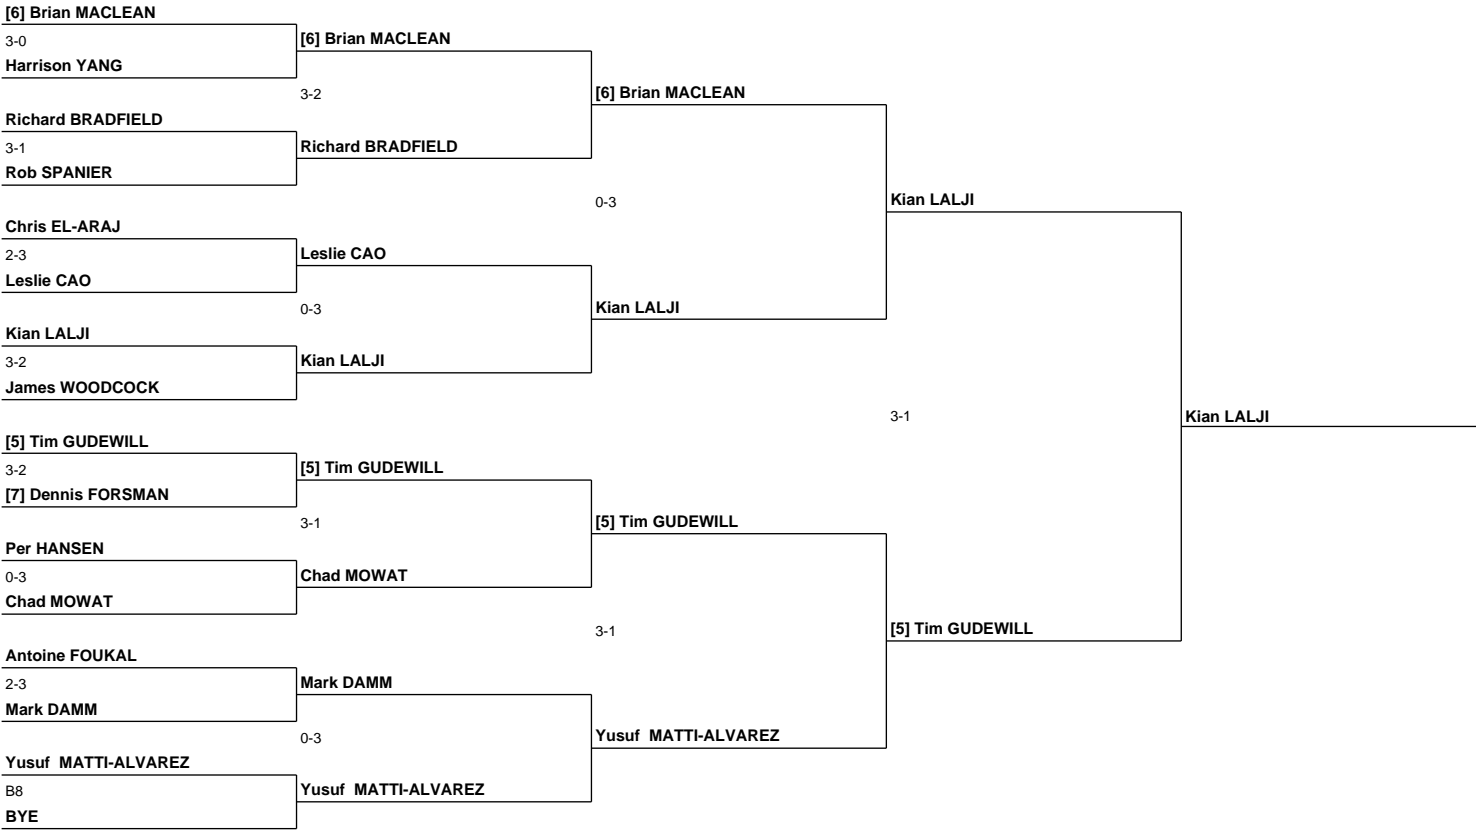 [6] Brian MACLEAN
3-0
Harrison YANG
Richard BRADFIELD
3-1
Rob SPANIER
Chris EL-ARAJ
2-3
Leslie CAO
Kian LALJI
3-2
James WOODCOCK
[5] Tim GUDEWILL
3-2
[7] Dennis FORSMAN
Per HANSEN
0-3
Chad MOWAT
Antoine FOUKAL
2-3
Mark DAMM
Yusuf  MATTI-ALVAREZ
B8
BYE
[6] Brian MACLEAN
3-2
Richard BRADFIELD
Leslie CAO
0-3
Kian LALJI
[5] Tim GUDEWILL
3-1
Chad MOWAT
Mark DAMM
0-3
Yusuf  MATTI-ALVAREZ
[6] Brian MACLEAN
0-3
Kian LALJI
[5] Tim GUDEWILL
3-1
Yusuf  MATTI-ALVAREZ
Kian LALJI
3-1
[5] Tim GUDEWILL
Kian LALJI